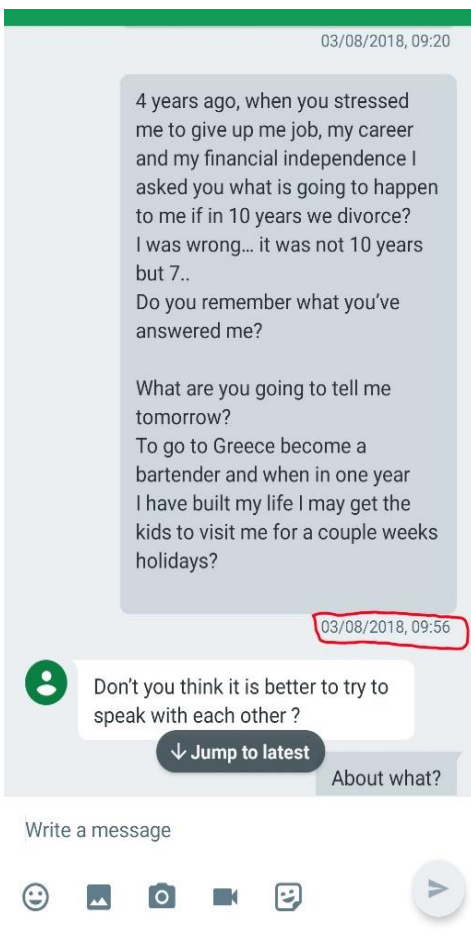 03/08/2018, 09:20
4 years ago, when you stressed
me to give up me job, my career
and my financial independence I
asked you what is going to happen
to me if in 10 years we divorce?
I was wrong... it was not 10 years
but 7..
Do you remember what you've
answered me?
What are you going to tell me
tomorrow?
To go to Greece become a
bartender and when in one year
I have built my life I may get the
kids to visit me for a couple weeks
holidays?
03/08/2018, 09:56
Don't you think it is better to try to
speak with each other ?
Jump to latest
About what?
Write a message